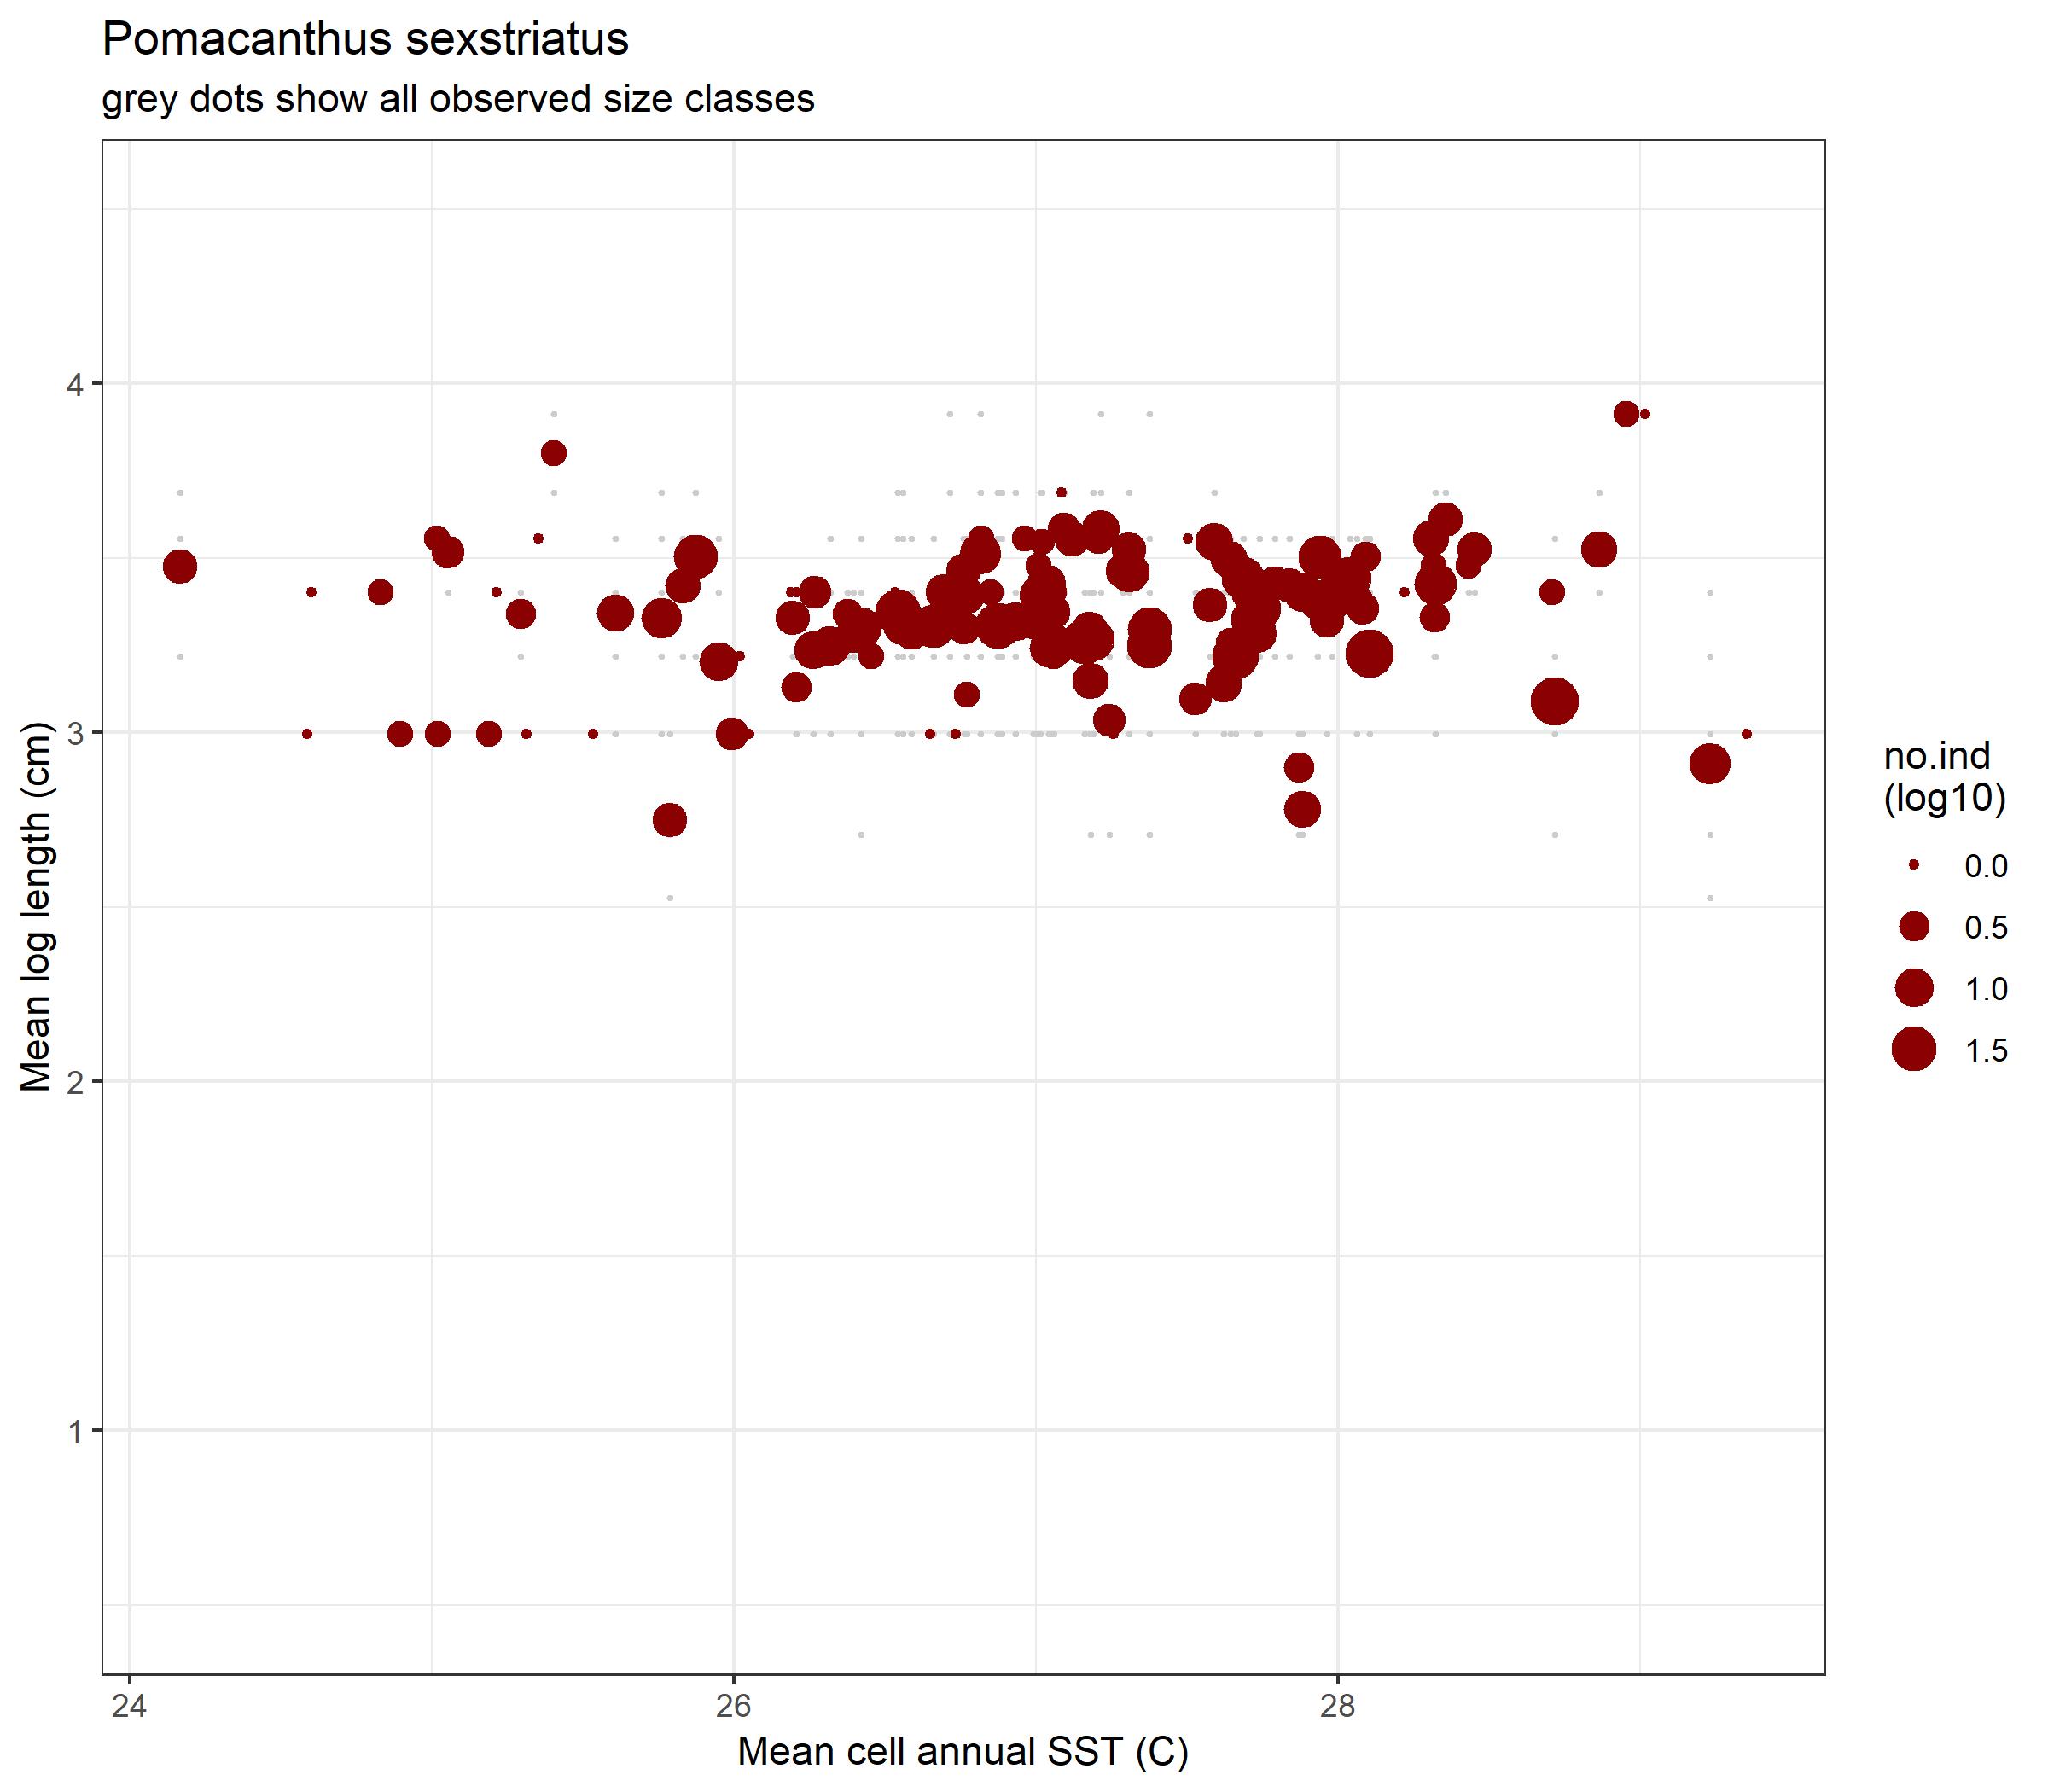 Pomacanthus sexstriatus
grey dots show all observed size classes
Mean log length (cm)
4
3
2
1
24
26
28
Mean cell annual SST (C)
no.ind
(log10)
0.0
0.5
1.0
1.5